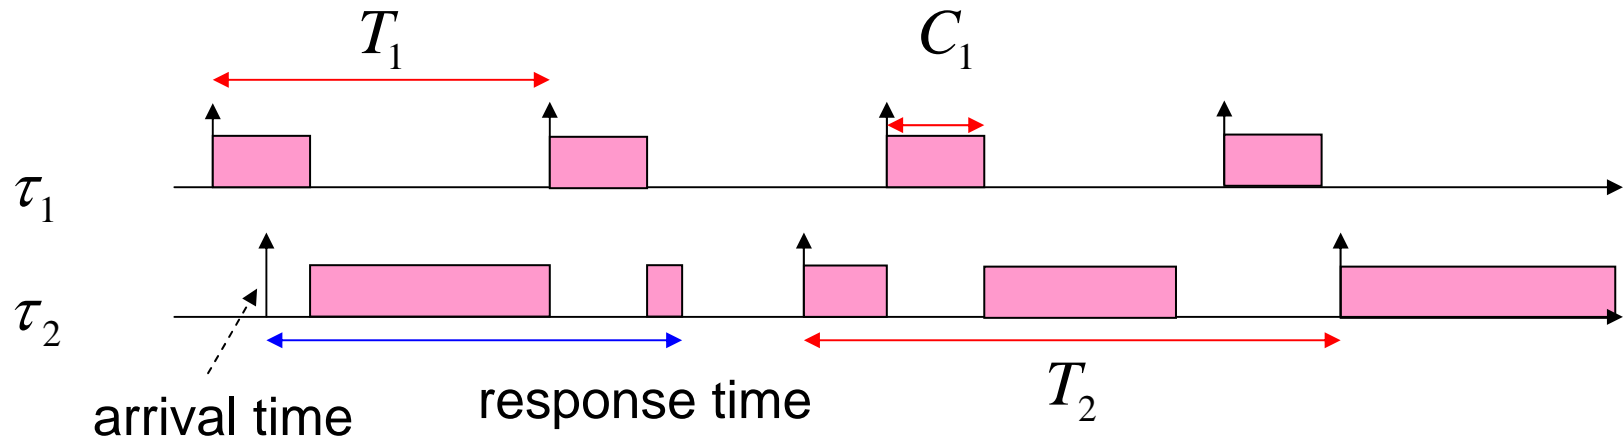 T₁
C₁
τ₁
τ₂
arrival time
response time
T₂